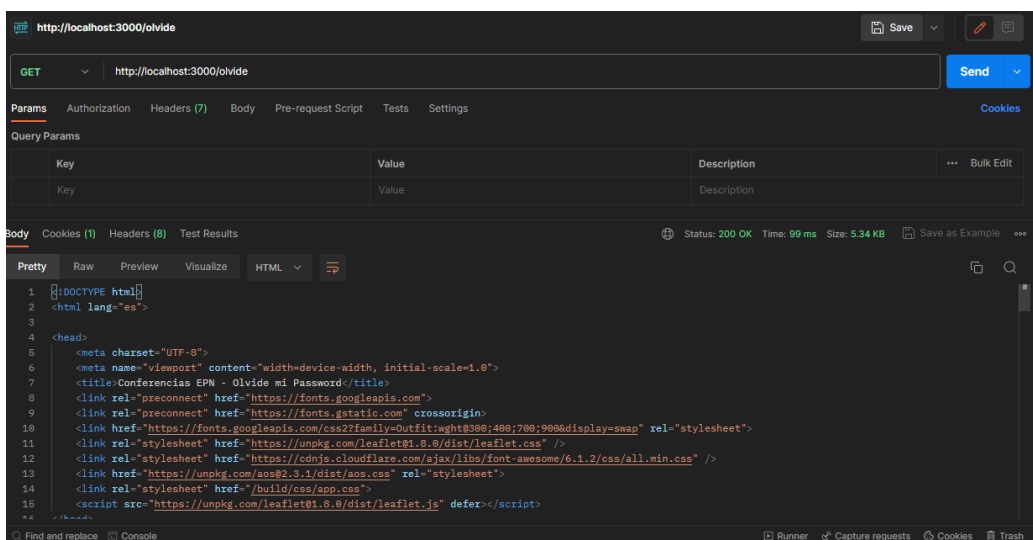 HTTP http://localhost:3000/olvide Save
GET http://localhost:3000/olvide Send
Params Authorization Headers (7) Body Pre-request Script Tests Settings Cookies
Query Params
Key Value Description Bulk Edit
Key Value Description
Body Cookies (1) Headers (8) Test Results Status: 200 OK Time: 99 ms Size: 5.34 KB Save as Example
Pretty Raw Preview Visualize HTML
1 <!DOCTYPE html>
2 <html lang="es">
3
4 <head>
5 <meta charset="UTF-8">
6 <meta name="viewport" content="width=device-width, initial-scale=1.0">
7 <title>Conferencias EPN - Olvide mi Password</title>
8 <link rel="preconnect" href="https://fonts.googleapis.com">
9 <link rel="preconnect" href="https://fonts.gstatic.com" crossorigin>
10 <link href="https://fonts.googleapis.com/css2?family=Outfit:wght@300;400;700;900&display=swap" rel="stylesheet">
11 <link rel="stylesheet" href="https://unpkg.com/leaflet@1.8.0/dist/leaflet.css" />
12 <link rel="stylesheet" href="https://cdnjs.cloudflare.com/ajax/libs/font-awesome/6.1.2/css/all.min.css" />
13 <link href="https://unpkg.com/aos@2.3.1/dist/aos.css" rel="stylesheet">
14 <link rel="stylesheet" href="/build/css/app.css">
15 <script src="https://unpkg.com/leaflet@1.8.0/dist/leaflet.js" defer></script>
16 </head>
Find and replace Console Runner Capture requests Cookies Trash